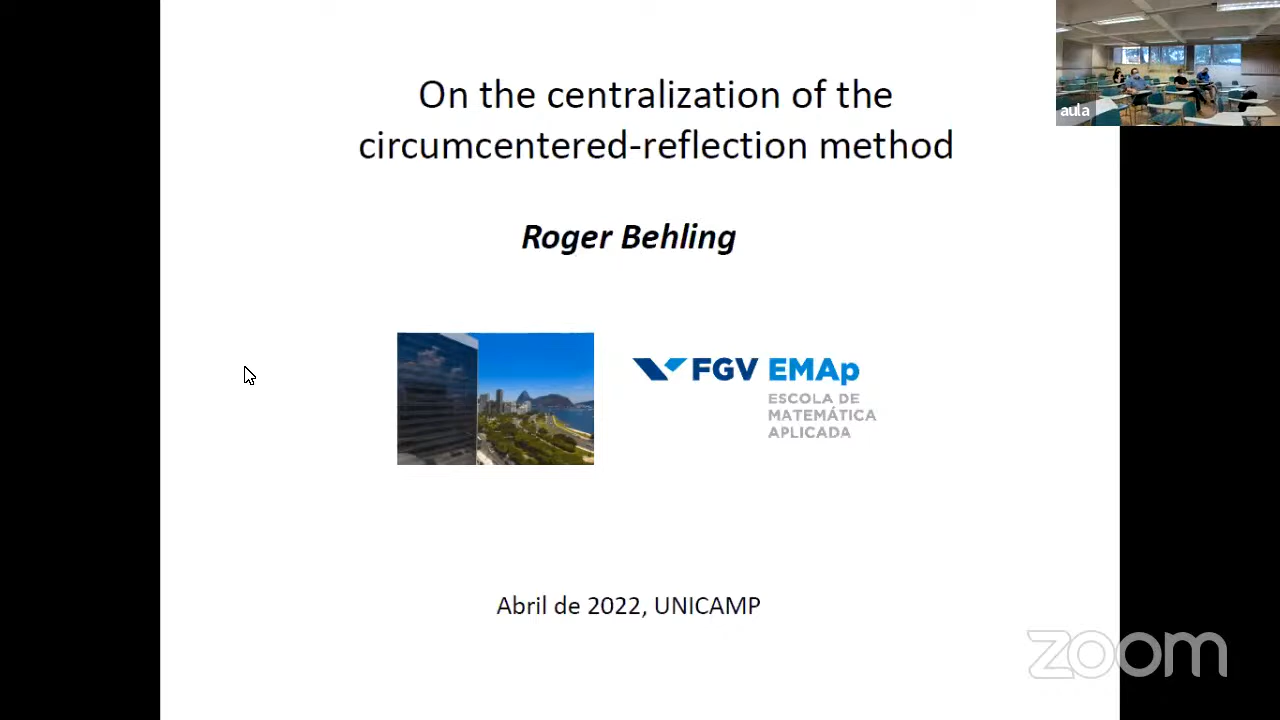 On the centralization of the
circumcentered-reflection method
aula
Roger Behling
FGV EMAp
ESCOLA DE
MATEMÁTICA
APLICADA
Abril de 2022, UNICAMP
zoom